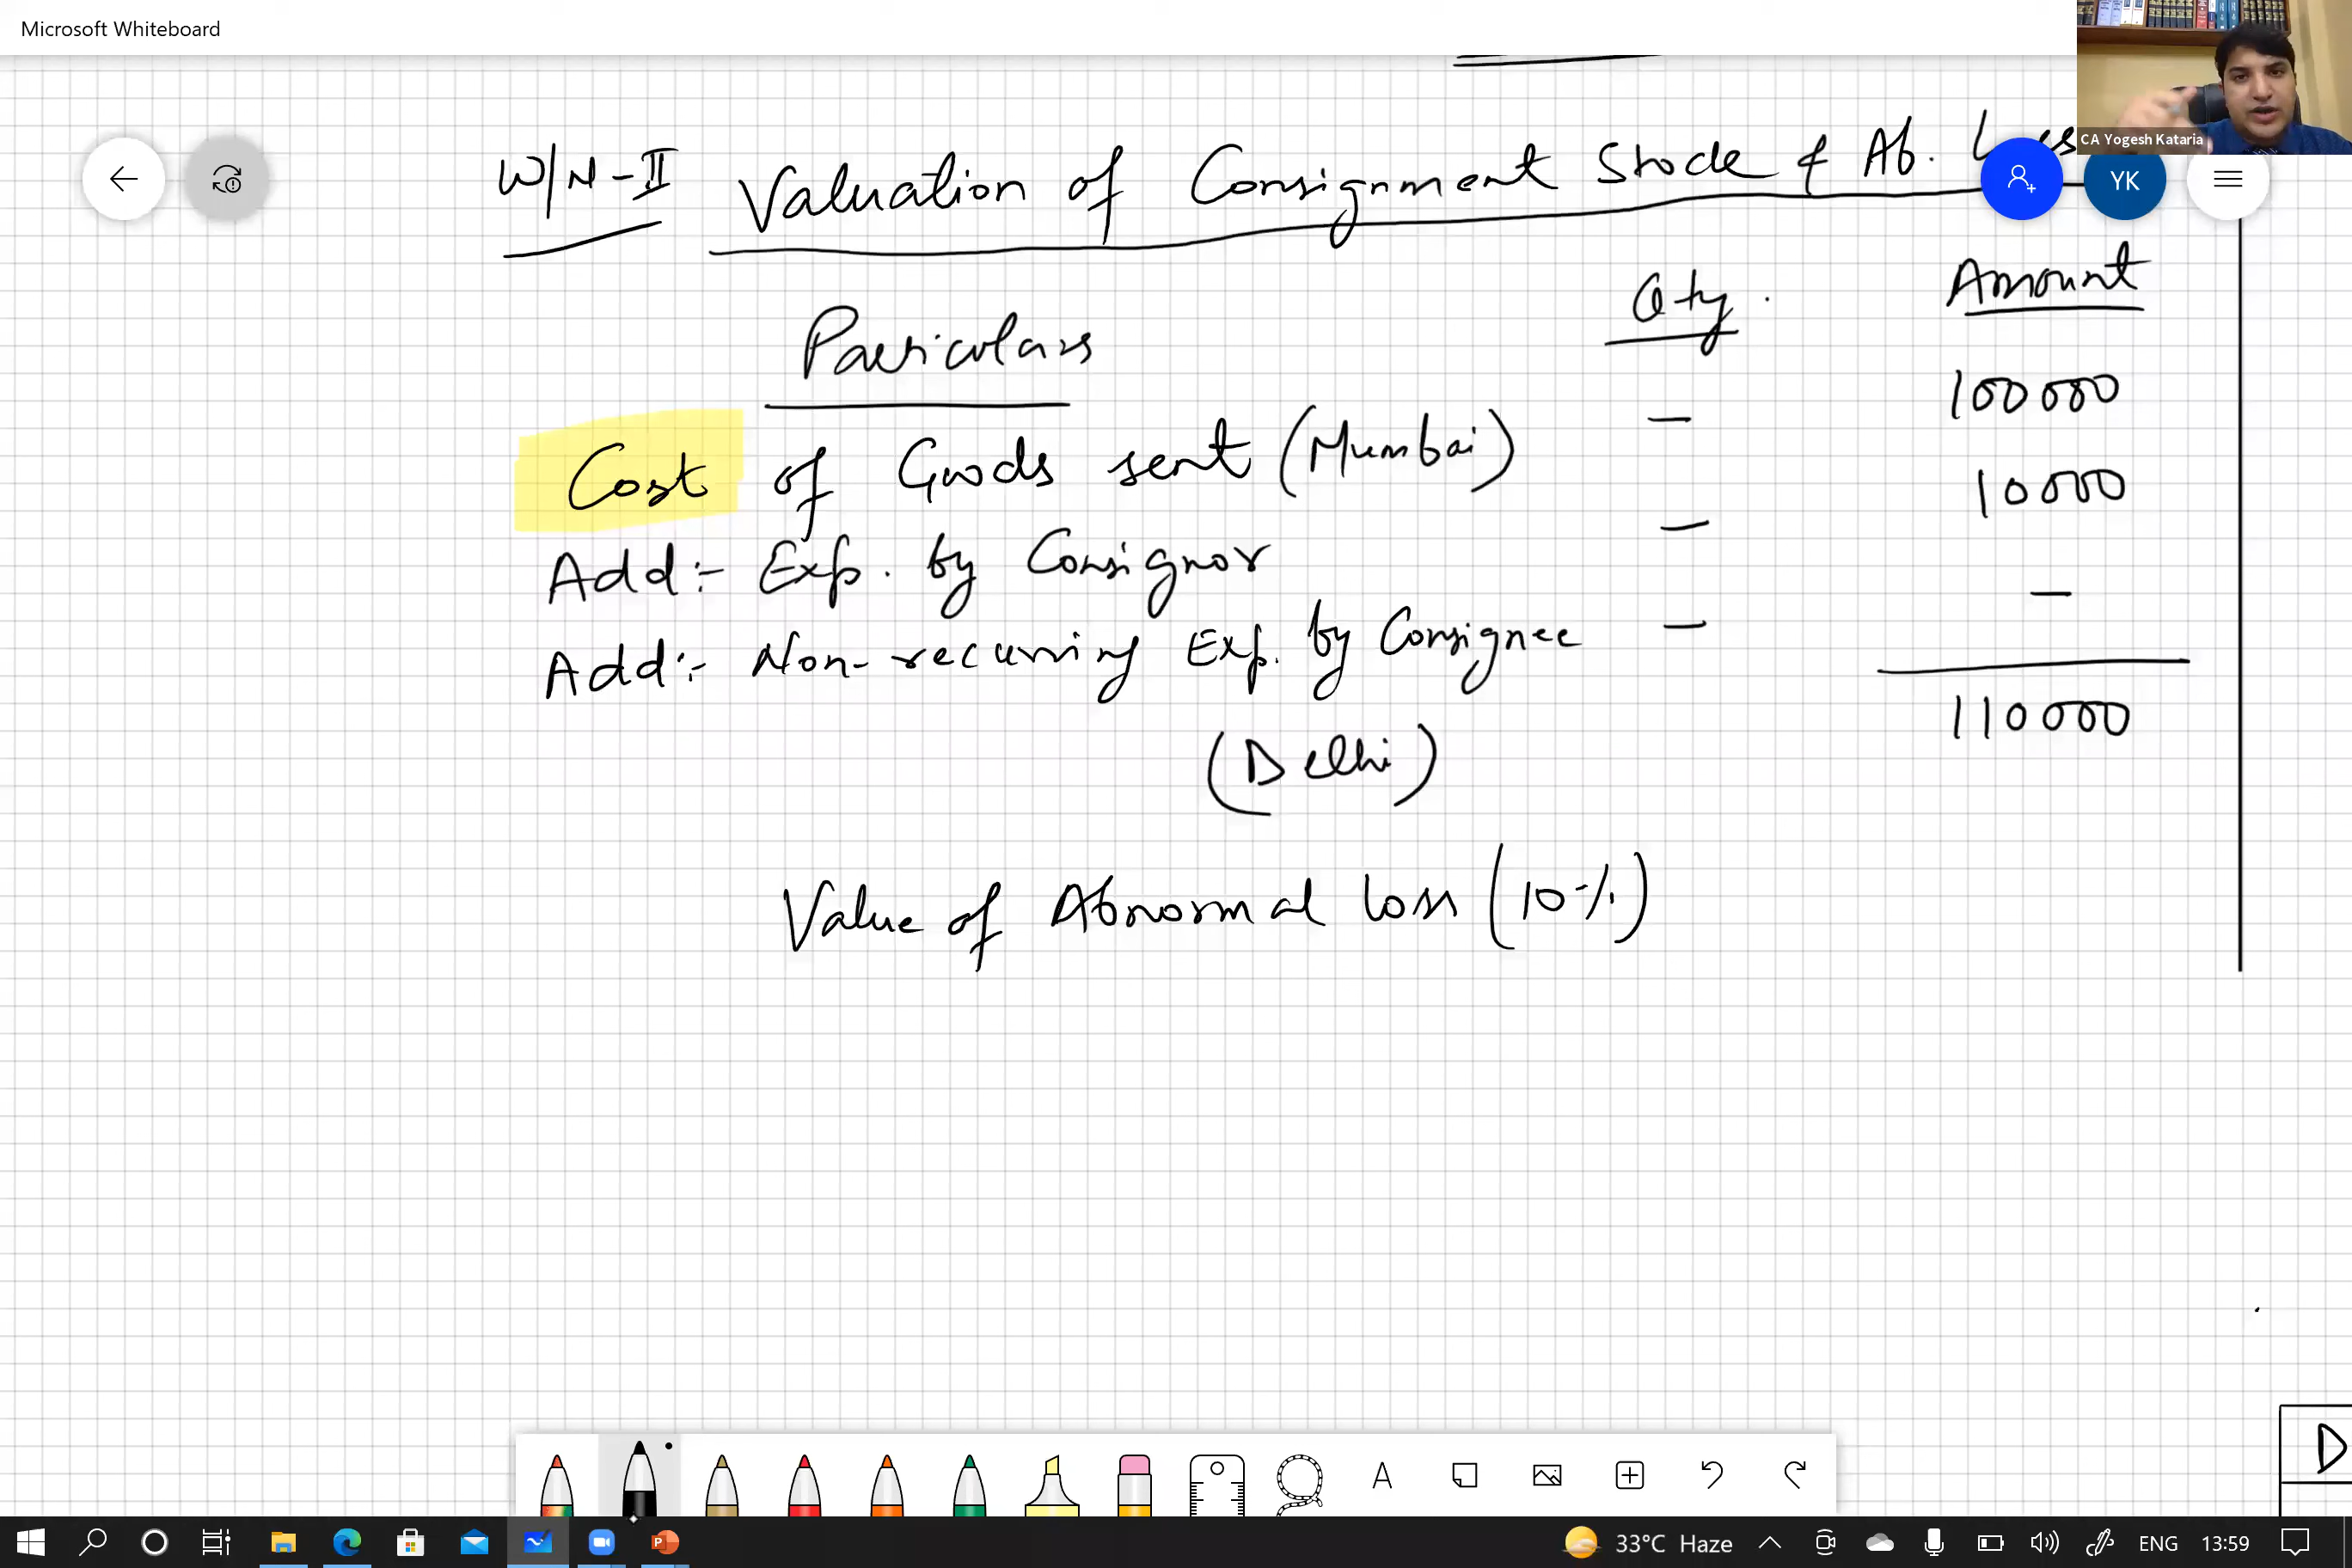 Microsoft Whiteboard
CA Yogesh Kataria
YK
W/N-II Valuation of Consignment Stock & Ab. Loss
Particulars Qty. Amount
Cost of Goods sent (Mumbai) – 100000
Add:- Exp. by Consignor – 10000
Add:- Non-recurring Exp. by Consignee – –
(Delhi) 110000
Value of Abnormal loss (10%)
D
A
33°C Haze ENG 13:59